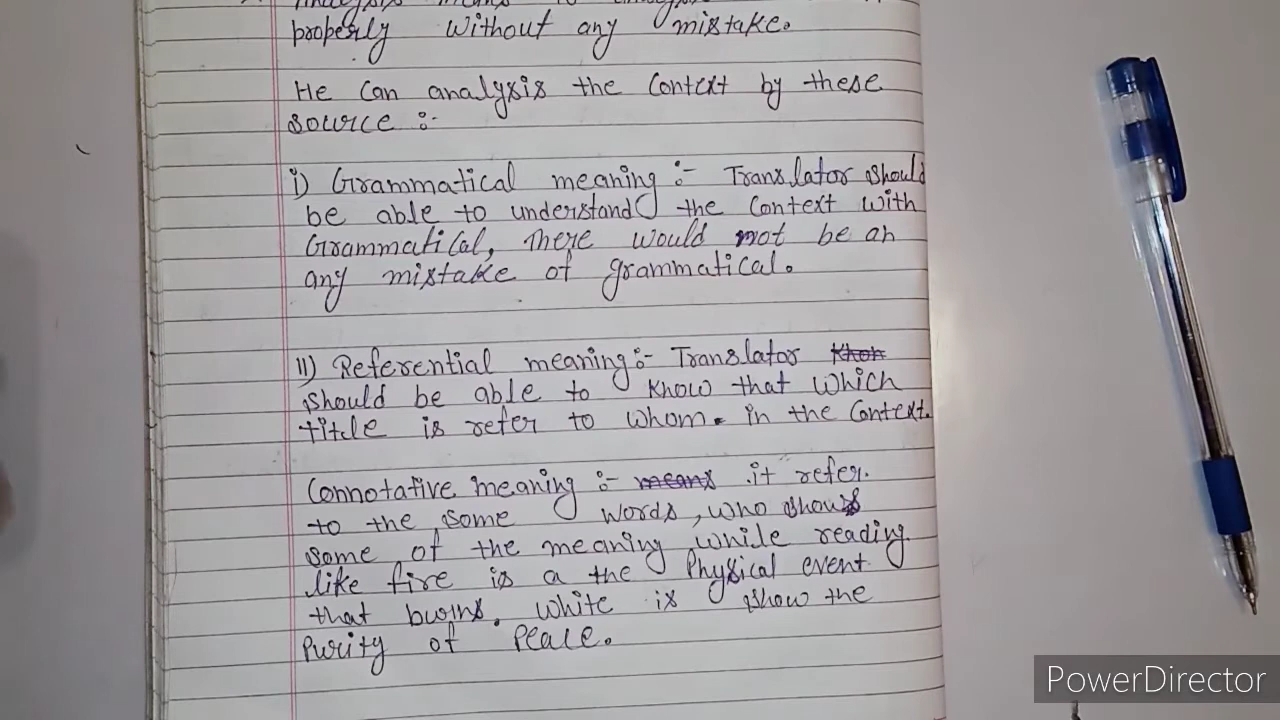 Analysis means to
properly without any mistake.
He Can analysis the Context by these
source :-
i) Grammatical meaning :- Translator should
be able to understand the Context with
Grammatical, There would not be an
any mistake of grammatical.
II) Referential meaning :- Translator
should be able to know that which
title is refer to whom. in the Context.
Connotative meaning :- means it refer.
to the some words, who shows
some of the meaning while reading.
like fire is a the Physical event
that burns. White is show the
Purity of Peace.
PowerDirector